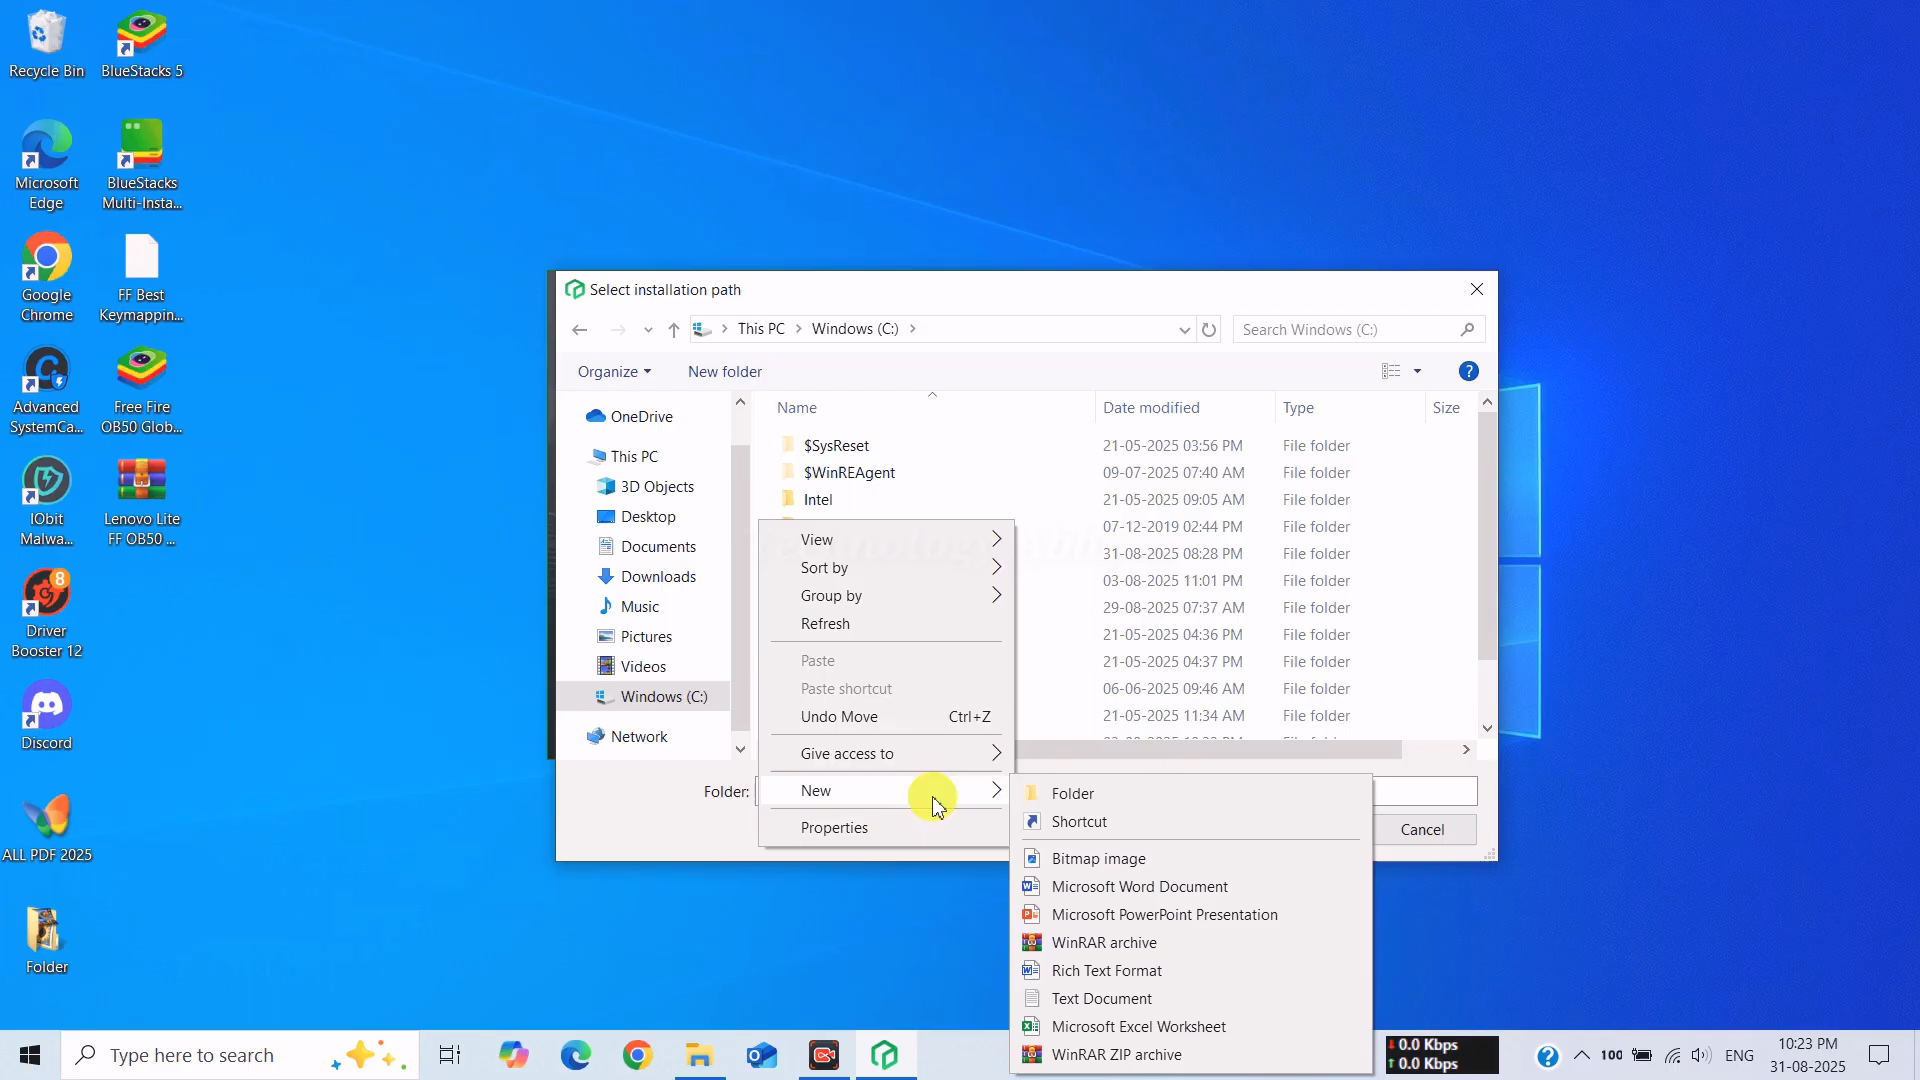 Recycle Bin
BlueStacks 5
Microsoft
Edge
BlueStacks
Multi-Insta...
Google
Chrome
FF Best
Keymappin...
Advanced
SystemCa...
Free Fire
OB50 Glob...
IObit
Malwa...
Lenovo Lite
FF OB50 ...
8
Driver
Booster 12
Discord
ALL PDF 2025
Folder
Select installation path
This PC
Windows (C:)
Search Windows (C:)
Organize
New folder
?
OneDrive
This PC
3D Objects
Desktop
Documents
Downloads
Music
Pictures
Videos
Windows (C:)
Network
Name
Date modified
Type
Size
$SysReset 21-05-2025 03:56 PM File folder
$WinREAgent 09-07-2025 07:40 AM File folder
Intel 21-05-2025 09:05 AM File folder
07-12-2019 02:44 PM File folder
31-08-2025 08:28 PM File folder
03-08-2025 11:01 PM File folder
29-08-2025 07:37 AM File folder
21-05-2025 04:36 PM File folder
21-05-2025 04:37 PM File folder
06-06-2025 09:46 AM File folder
21-05-2025 11:34 AM File folder
View
Sort by
Group by
Refresh
Paste
Paste shortcut
Undo Move Ctrl+Z
Give access to
New
Properties
Folder:
Cancel
Folder
Shortcut
Bitmap image
Microsoft Word Document
Microsoft PowerPoint Presentation
WinRAR archive
Rich Text Format
Text Document
Microsoft Excel Worksheet
WinRAR ZIP archive
Type here to search
0.0 Kbps
0.0 Kbps
?
100
ENG
10:23 PM
31-08-2025